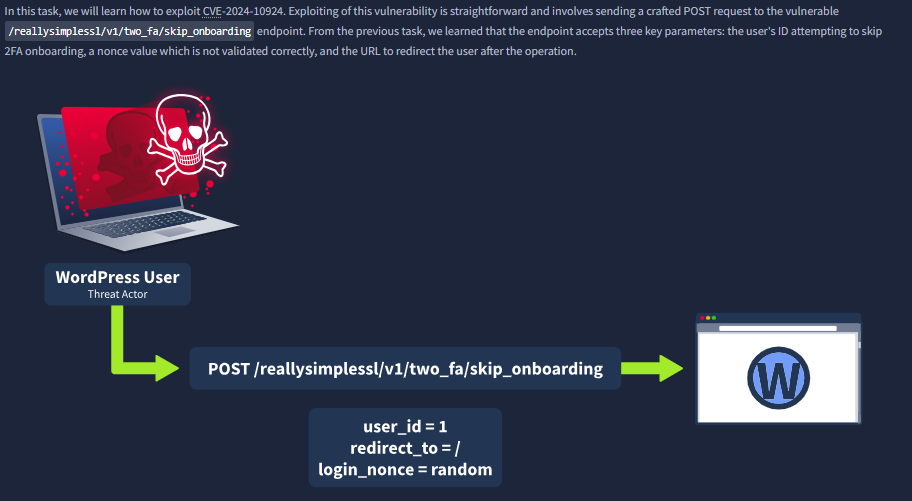 In this task, we will learn how to exploit CVE-2024-10924. Exploiting of this vulnerability is straightforward and involves sending a crafted POST request to the vulnerable
/reallysimplessl/v1/two_fa/skip_onboarding endpoint. From the previous task, we learned that the endpoint accepts three key parameters: the user's ID attempting to skip
2FA onboarding, a nonce value which is not validated correctly, and the URL to redirect the user after the operation.
WordPress User
Threat Actor
POST /reallysimplessl/v1/two_fa/skip_onboarding
user_id = 1
redirect_to = /
login_nonce = random